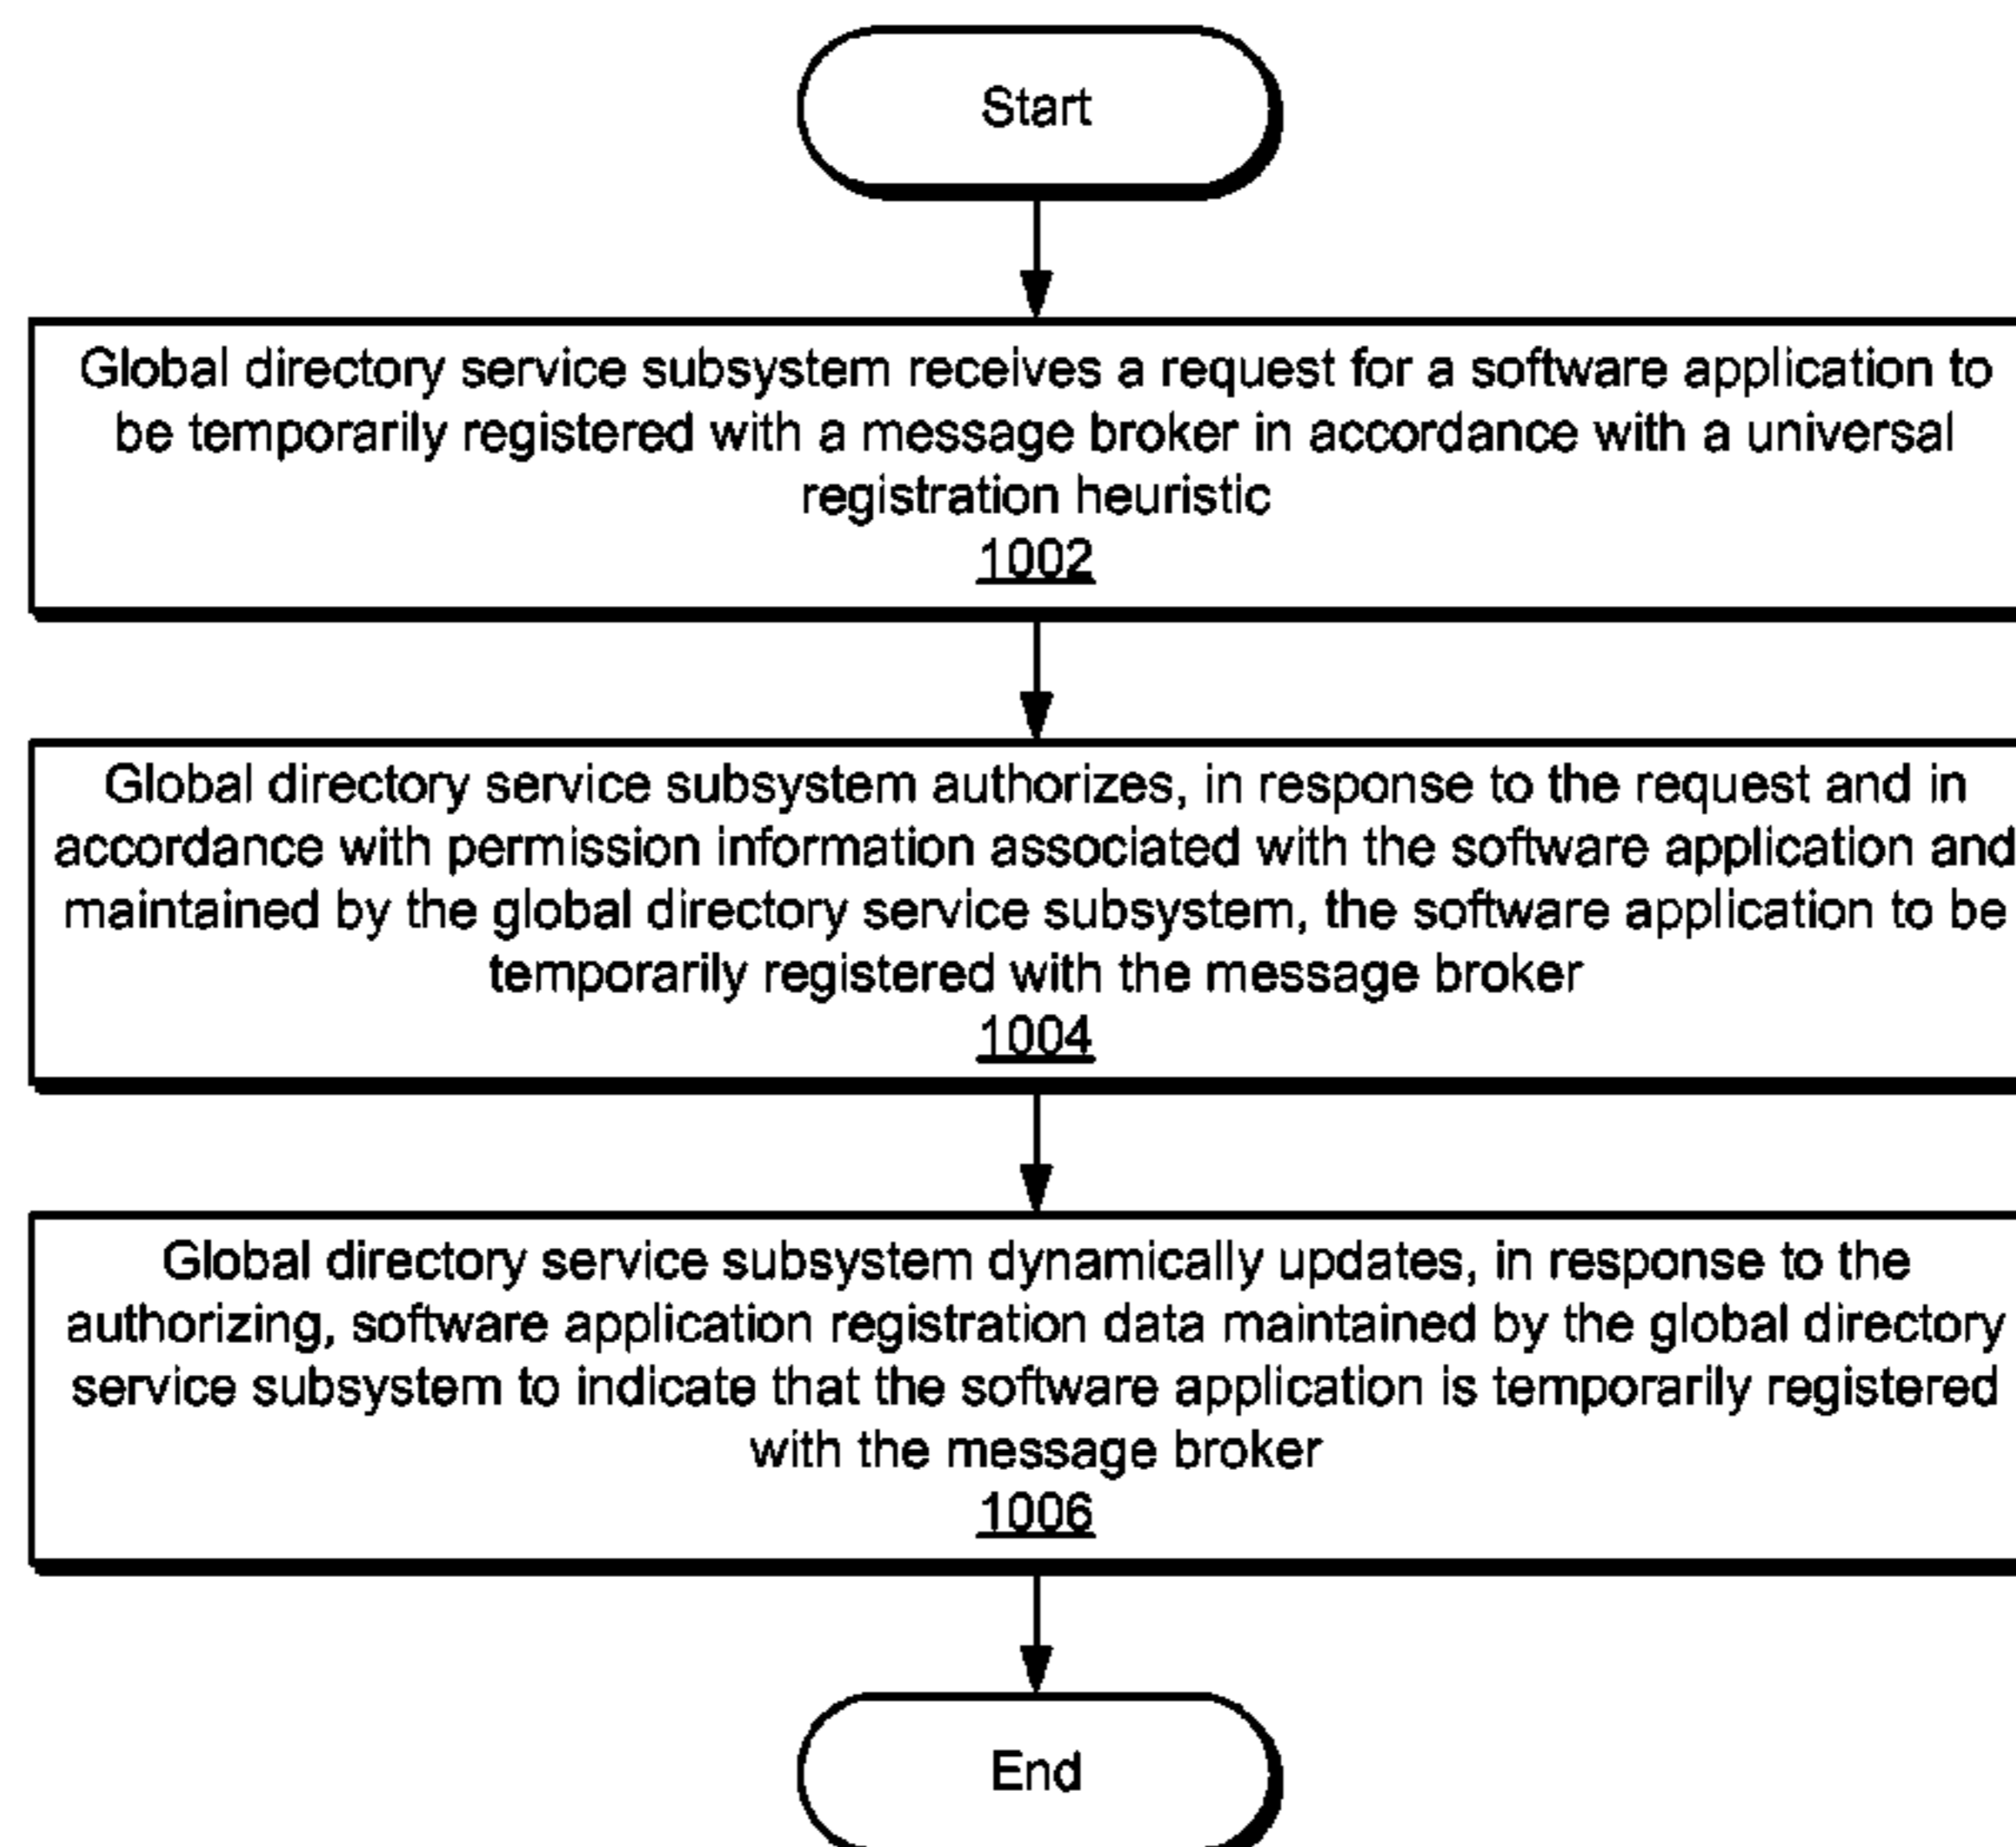 Start
Global directory service subsystem receives a request for a software application to
be temporarily registered with a message broker in accordance with a universal
registration heuristic
1002
Global directory service subsystem authorizes, in response to the request and in
accordance with permission information associated with the software application and
maintained by the global directory service subsystem, the software application to be
temporarily registered with the message broker
1004
Global directory service subsystem dynamically updates, in response to the
authorizing, software application registration data maintained by the global directory
service subsystem to indicate that the software application is temporarily registered
with the message broker
1006
End